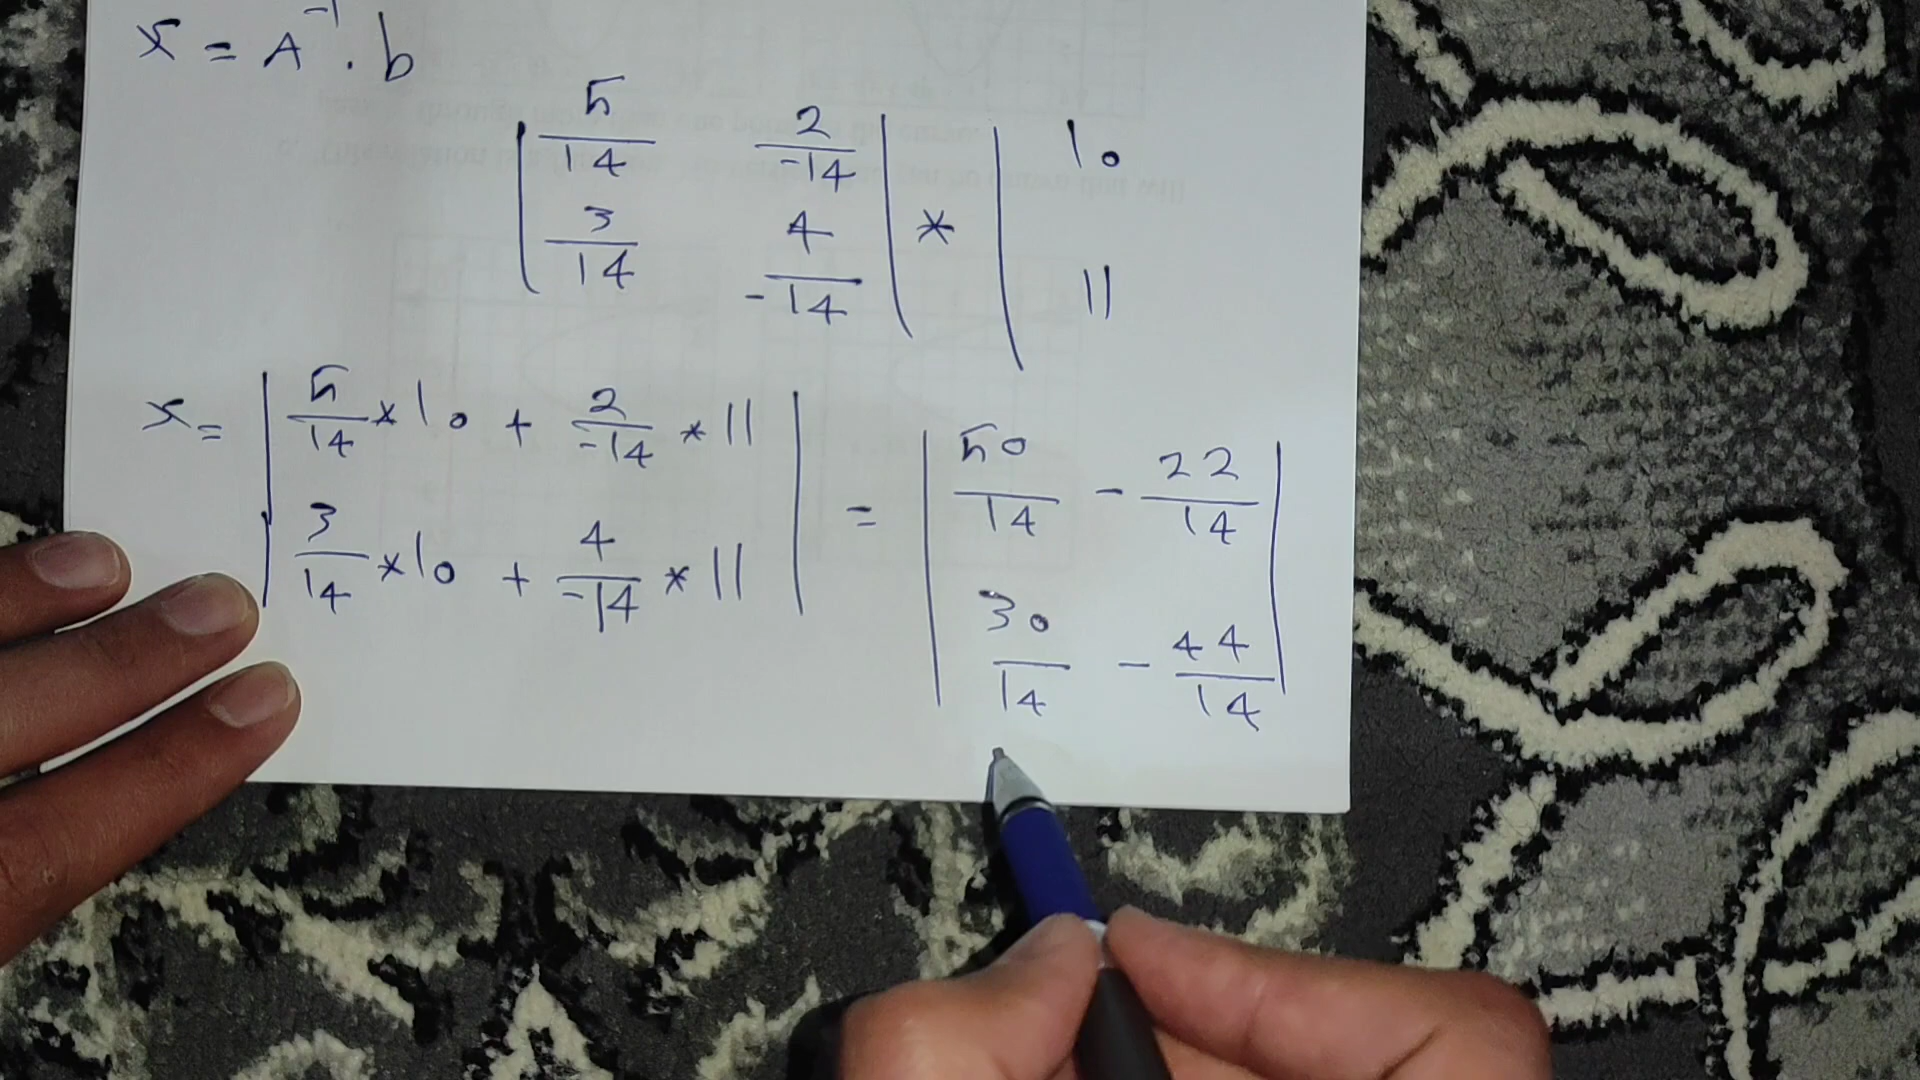 x = A⁻¹ . b
| 5/14 2/-14 | * | 10
| 3/14 4/-14 | | 11
x = | 5/14 * 10 + 2/-14 * 11 | = | 50/14 - 22/14 |
| 3/14 * 10 + 4/-14 * 11 | | 30/14 - 44/14 |